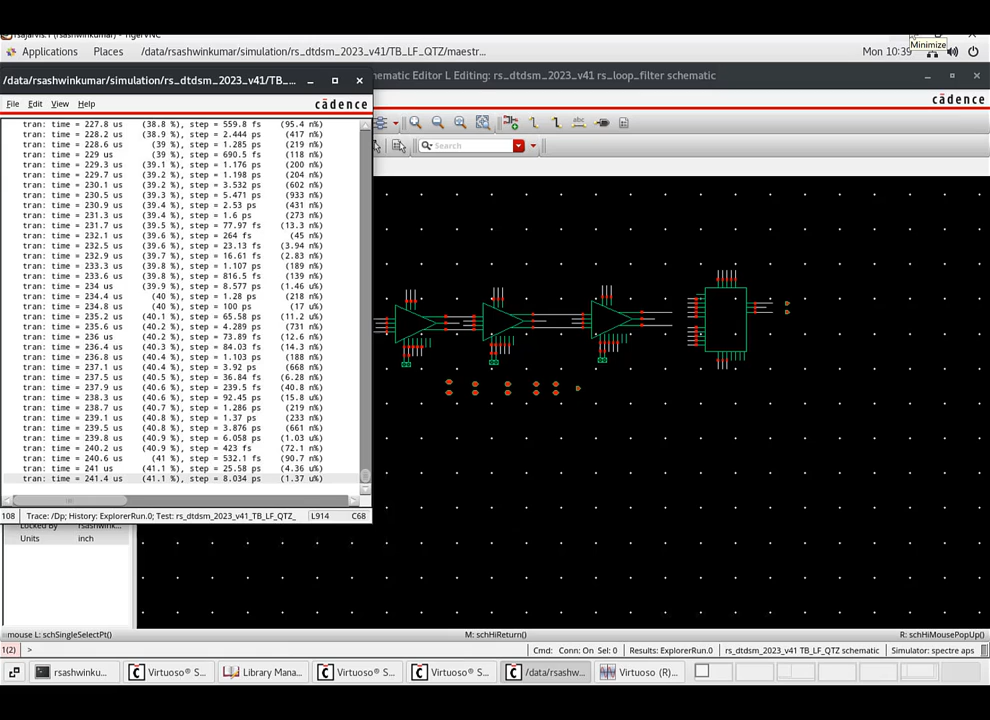 Applications Places /data/rsashwinkumar/simulation/rs_dtdsm_2023_v41/TB_LF_QTZ/maestr... Mon 10:39
Minimize
/data/rsashwinkumar/simulation/rs_dtdsm_2023_v41/TB_...
hematic Editor L Editing: rs_dtdsm_2023_v41 rs_loop_filter schematic
File Edit View Help cādence
cādence
Search
tran: time = 227.8 us (38.8 %), step = 559.8 fs (95.4 n%)
tran: time = 228.2 us (38.9 %), step = 2.444 ps (417 n%)
tran: time = 228.6 us (39 %), step = 1.285 ps (219 n%)
tran: time = 229 us (39 %), step = 690.5 fs (118 n%)
tran: time = 229.3 us (39.1 %), step = 1.176 ps (200 n%)
tran: time = 229.7 us (39.1 %), step = 1.198 ps (204 n%)
tran: time = 230.1 us (39.2 %), step = 3.532 ps (602 n%)
tran: time = 230.5 us (39.3 %), step = 5.471 ps (933 n%)
tran: time = 230.9 us (39.4 %), step = 2.53 ps (431 n%)
tran: time = 231.3 us (39.4 %), step = 1.6 ps (273 n%)
tran: time = 231.7 us (39.5 %), step = 77.97 fs (13.3 n%)
tran: time = 232.1 us (39.6 %), step = 264 fs (45 n%)
tran: time = 232.5 us (39.6 %), step = 23.13 fs (3.94 n%)
tran: time = 232.9 us (39.7 %), step = 16.61 fs (2.83 n%)
tran: time = 233.3 us (39.8 %), step = 1.107 ps (189 n%)
tran: time = 233.6 us (39.8 %), step = 816.5 fs (139 n%)
tran: time = 234 us (39.9 %), step = 8.577 ps (1.46 u%)
tran: time = 234.4 us (40 %), step = 1.28 ps (218 n%)
tran: time = 234.8 us (40 %), step = 100 ps (17 u%)
tran: time = 235.2 us (40.1 %), step = 65.58 ps (11.2 u%)
tran: time = 235.6 us (40.2 %), step = 4.289 ps (731 n%)
tran: time = 236 us (40.2 %), step = 73.89 ps (12.6 u%)
tran: time = 236.4 us (40.3 %), step = 84.03 ps (14.3 u%)
tran: time = 236.8 us (40.4 %), step = 1.103 ps (188 n%)
tran: time = 237.1 us (40.4 %), step = 3.92 ps (668 n%)
tran: time = 237.5 us (40.5 %), step = 36.84 ps (6.28 u%)
tran: time = 237.9 us (40.6 %), step = 239.5 fs (40.8 n%)
tran: time = 238.3 us (40.6 %), step = 92.45 ps (15.8 u%)
tran: time = 238.7 us (40.7 %), step = 1.286 ps (219 n%)
tran: time = 239.1 us (40.8 %), step = 1.37 ps (233 n%)
tran: time = 239.5 us (40.8 %), step = 3.876 ps (661 n%)
tran: time = 239.8 us (40.9 %), step = 6.058 ps (1.03 u%)
tran: time = 240.2 us (40.9 %), step = 423 fs (72.1 n%)
tran: time = 240.6 us (41 %), step = 532.1 fs (90.7 n%)
tran: time = 241 us (41.1 %), step = 25.58 ps (4.36 u%)
tran: time = 241.4 us (41.1 %), step = 8.034 ps (1.37 u%)
108 Trace: /Dp; History: ExplorerRun.0; Test: rs_dtdsm_2023_v41_TB_LF_QTZ_ L914 C68
Units inch
mouse L: schSingleSelectPt() M: schHiReturn() R: schHiMousePopUp()
1(2) > Cmd: Conn: On Sel: 0 Results: ExplorerRun.0 rs_dtdsm_2023_v41 TB_LF_QTZ schematic Simulator: spectre aps
rsashwinku... Virtuoso® S... Library Mana... Virtuoso® S... Virtuoso® S... /data/rsashw... Virtuoso (R)...